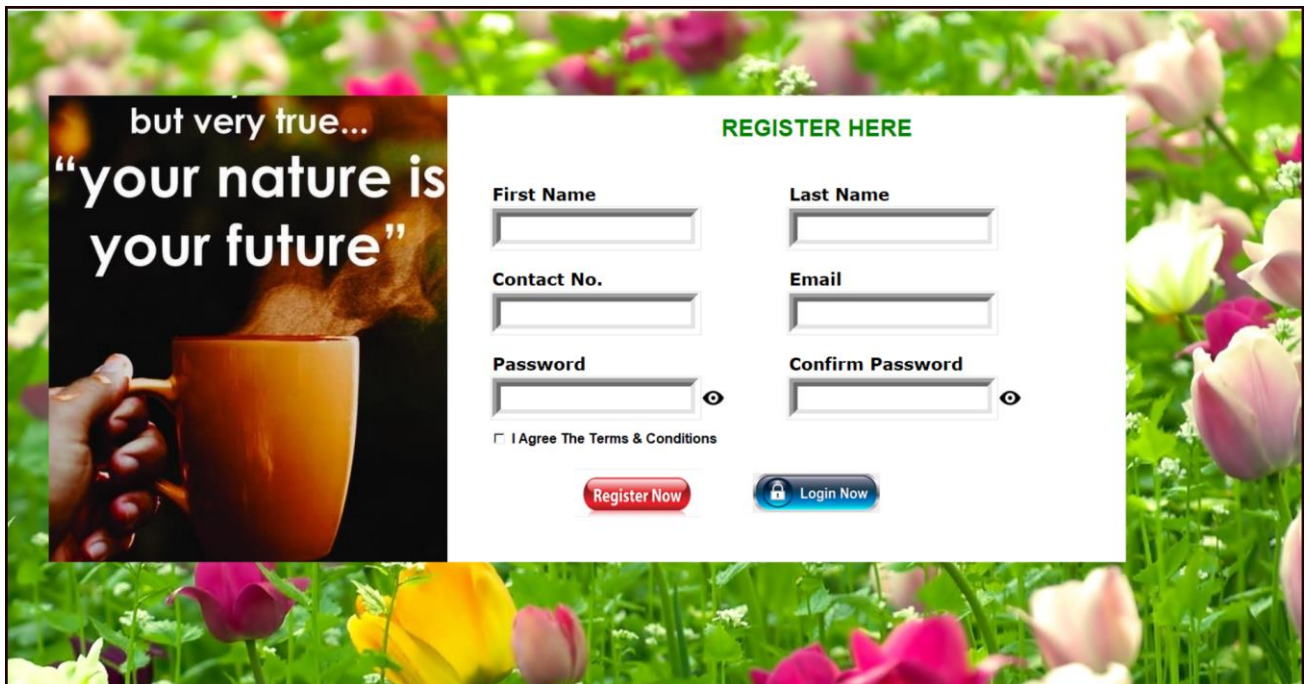 but very true...
“your nature is
your future”
REGISTER HERE
First Name
Last Name
Contact No.
Email
Password
Confirm Password
I Agree The Terms & Conditions
Register Now
Login Now